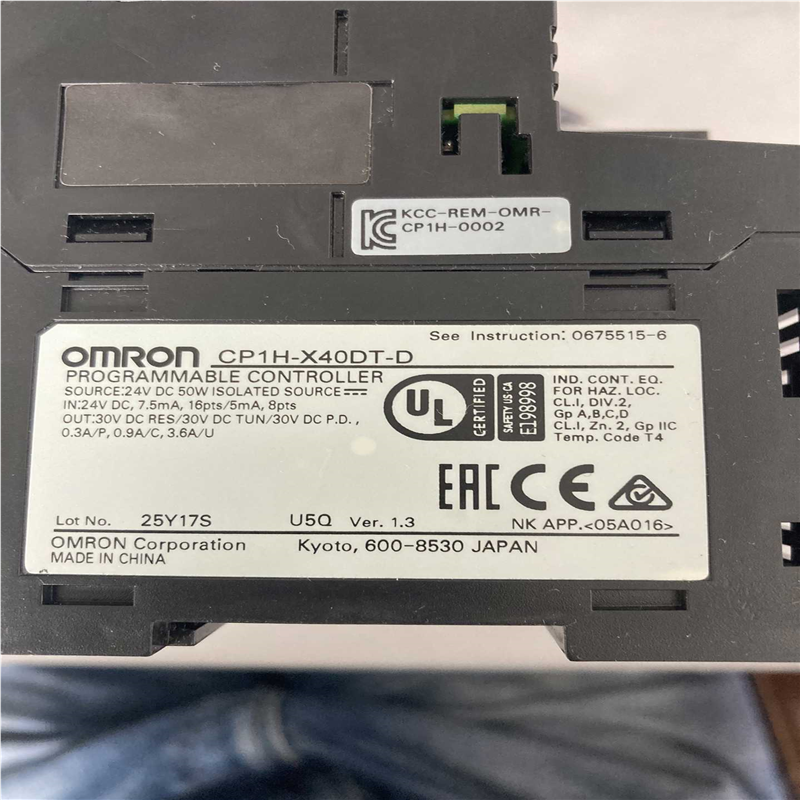 KCC-REM-OMR-
CP1H-0002
See Instruction: 0675515-6
OMRON CP1H-X40DT-D
PROGRAMMABLE CONTROLLER
SOURCE:24V DC 50W ISOLATED SOURCE
IN:24V DC, 7.5mA, 16pts/5mA, 8pts
OUT:30V DC RES/30V DC TUN/30V DC P.D.,
0.3A/P, 0.9A/C, 3.6A/U
UL
CERTIFIED
SAFETY US CA
E198998
IND. CONT. EQ.
FOR HAZ. LOC.
CL.I, DIV.2,
Gp A,B,C,D
CL.I, Zn. 2, Gp IIC
Temp. Code T4
EAC CE
Lot No. 25Y17S U5Q Ver. 1.3 NK APP.<05A016>
OMRON Corporation Kyoto, 600-8530 JAPAN
MADE IN CHINA